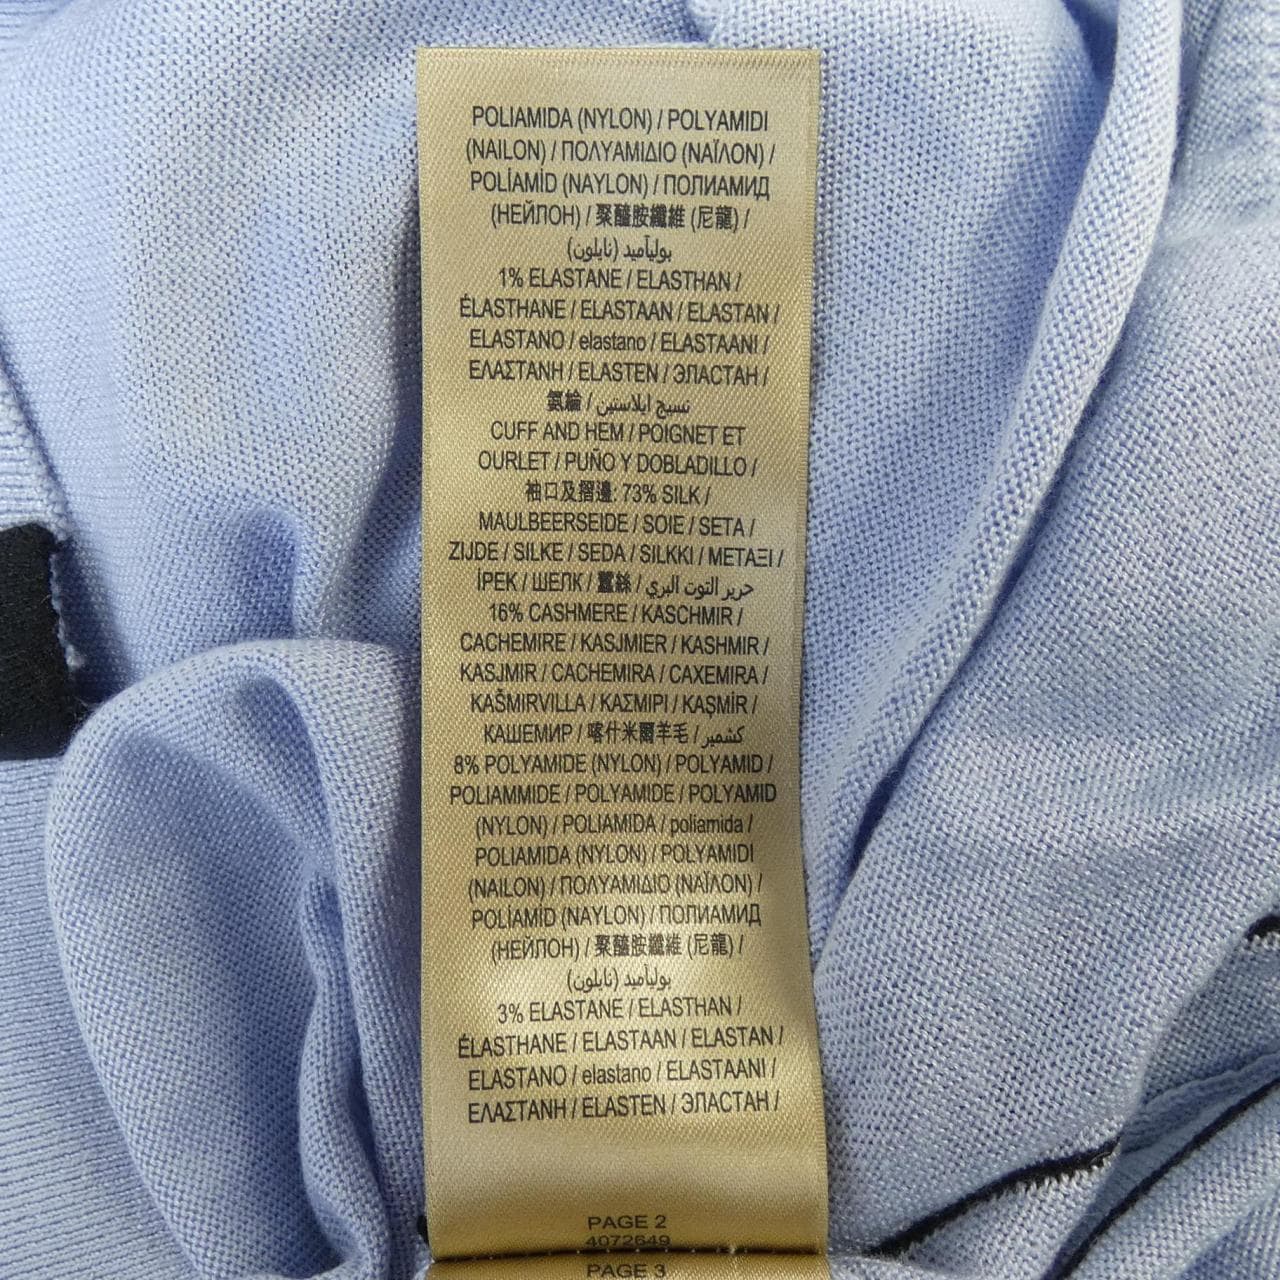 POLIAMIDA (NYLON) / POLYAMIDI
(NAILON) / ΠΟΛΥΑΜΙΔΙΟ (ΝΑΪΛΟΝ) /
POLİAMİD (NAYLON) / ПОЛИАМИД
(НЕЙЛОН) / 聚醯胺纖維 (尼龍) /
بوليآميد (نايلون)
1% ELASTANE / ELASTHAN /
ÉLASTHANE / ELASTAAN / ELASTAN /
ELASTANO / elastano / ELASTAANI /
ΕΛΑΣΤΑΝΗ / ELASTEN / ЭЛАСТАН /
氨綸 / نسيج ايلاستين
CUFF AND HEM / POIGNET ET
OURLET / PUÑO Y DOBLADILLO /
袖口及摺邊: 73% SILK /
MAULBEERSEIDE / SOIE / SETA /
ZIJDE / SILKE / SEDA / SILKKI / ΜΕΤΑΞΙ /
İPEK / ШЕЛК / 蠶絲 / حرير التوت البري
16% CASHMERE / KASCHMIR /
CACHEMIRE / KASJMIER / KASHMIR /
KASJMIR / CACHEMIRA / CAXEMIRA /
KAŠMIRVILLA / ΚΑΣΜΙΡΙ / KAŞMİR /
КАШЕМИР / 喀什米爾羊毛 / كشمير
8% POLYAMIDE (NYLON) / POLYAMID /
POLIAMMIDE / POLYAMIDE / POLYAMID
(NYLON) / POLIAMIDA / poliamida /
POLIAMIDA (NYLON) / POLYAMIDI
(NAILON) / ΠΟΛΥΑΜΙΔΙΟ (ΝΑΪΛΟΝ) /
POLİAMİD (NAYLON) / ПОЛИАМИД
(НЕЙЛОН) / 聚醯胺纖維 (尼龍) /
بوليآميد (نايلون)
3% ELASTANE / ELASTHAN /
ÉLASTHANE / ELASTAAN / ELASTAN /
ELASTANO / elastano / ELASTAANI /
ΕΛΑΣΤΑΝΗ / ELASTEN / ЭЛАСТАН /
PAGE 2
4072649
PAGE 3